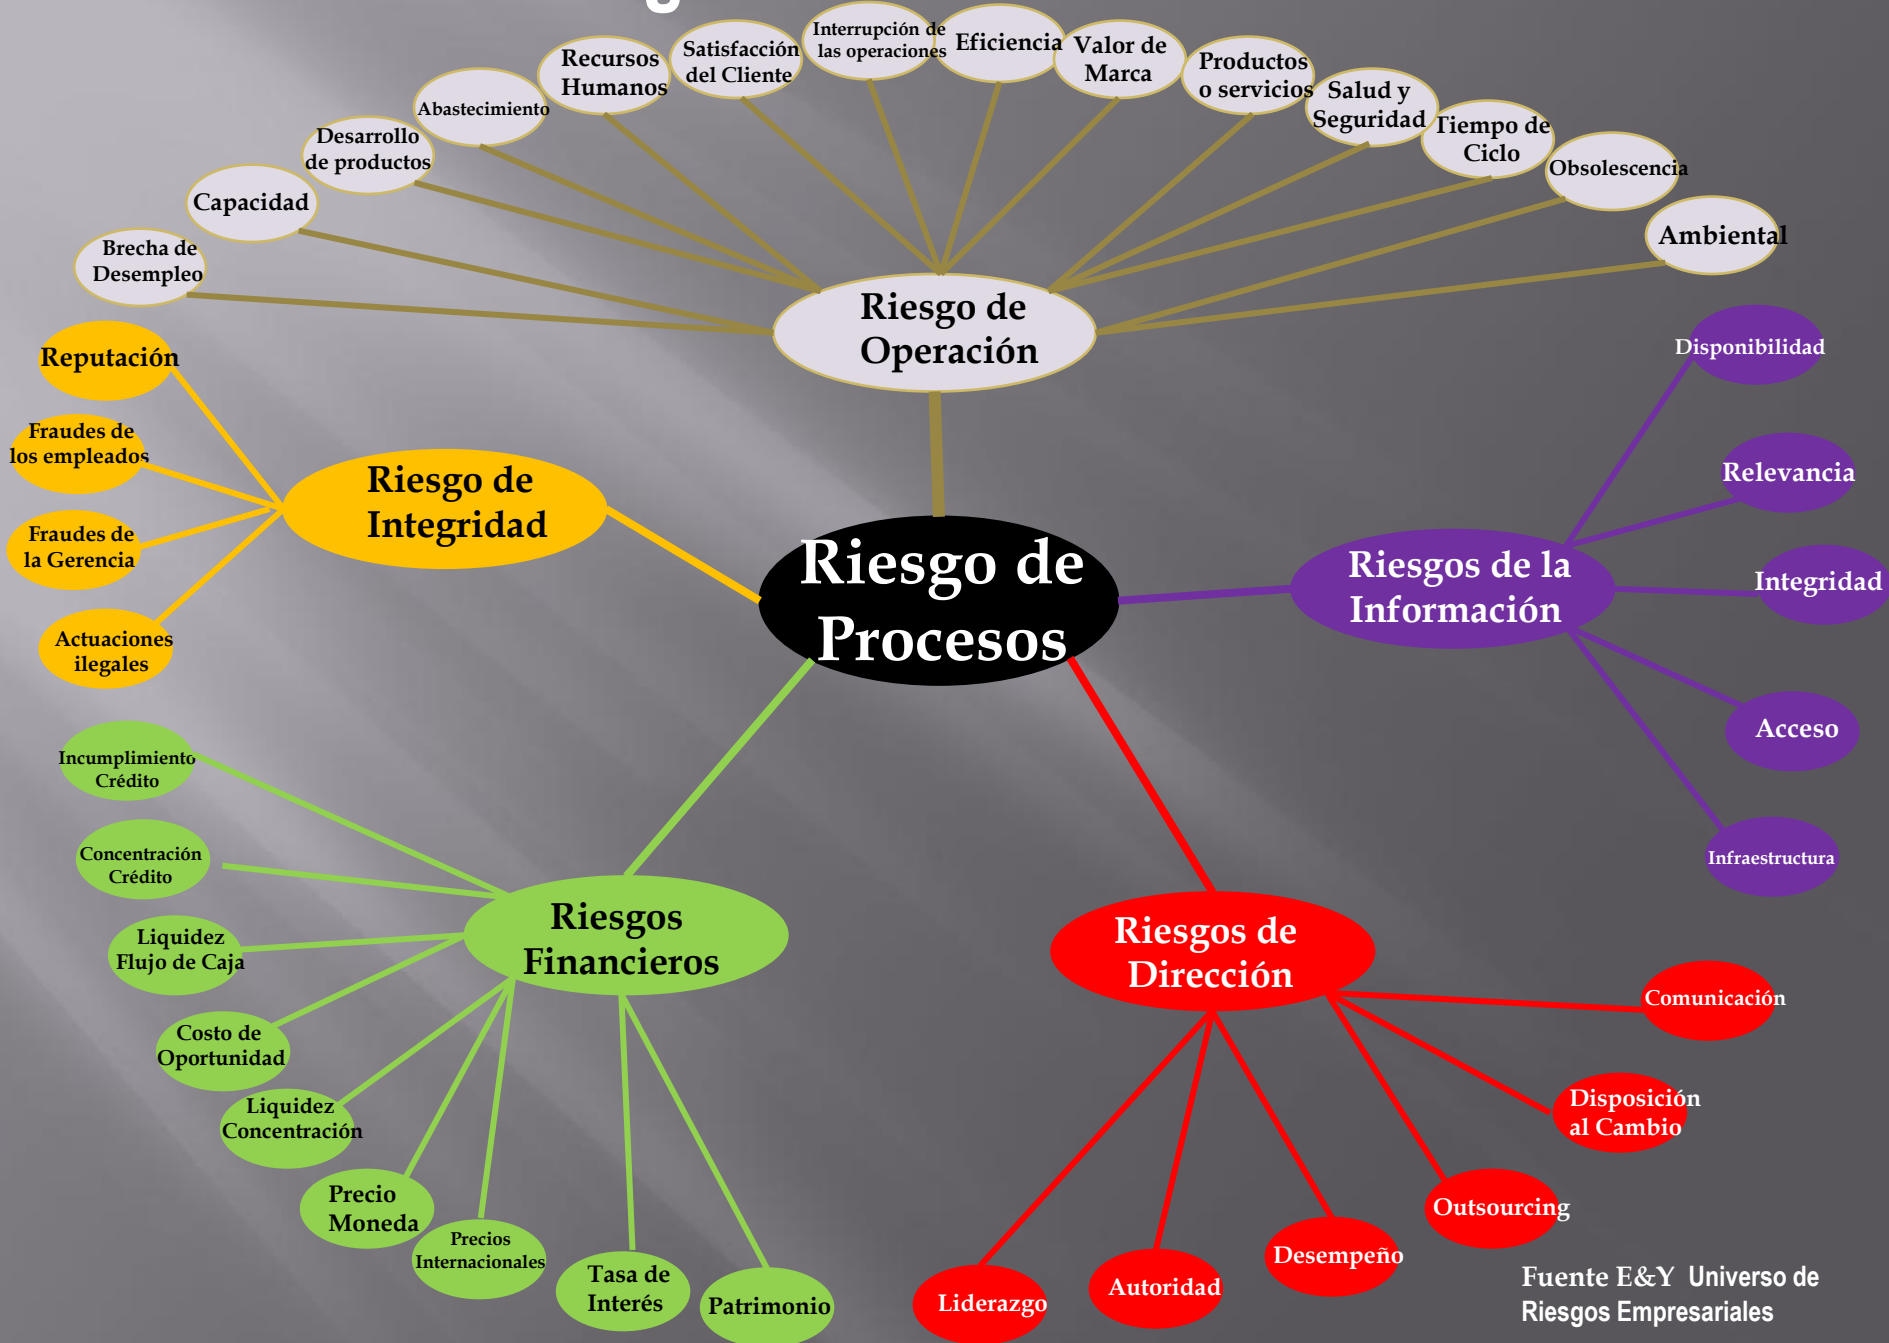 Interrupción de
las operaciones
Eficiencia
Valor de
Marca
Satisfacción
del Cliente
Recursos
Humanos
Productos
o servicios
Abastecimiento
Salud y
Seguridad
Desarrollo
de productos
Tiempo de
Ciclo
Capacidad
Obsolescencia
Brecha de
Desempleo
Ambiental
Riesgo de
Operación
Reputación
Fraudes de
los empleados
Fraudes de
la Gerencia
Actuaciones
ilegales
Riesgo de
Integridad
Riesgo de
Procesos
Riesgos de la
Información
Disponibilidad
Relevancia
Integridad
Acceso
Infraestructura
Incumplimiento
Crédito
Concentración
Crédito
Liquidez
Flujo de Caja
Costo de
Oportunidad
Liquidez
Concentración
Precio
Moneda
Precios
Internacionales
Tasa de
Interés
Patrimonio
Riesgos
Financieros
Riesgos de
Dirección
Comunicación
Disposición
al Cambio
Outsourcing
Desempeño
Autoridad
Liderazgo
Fuente E&Y Universo de
Riesgos Empresariales